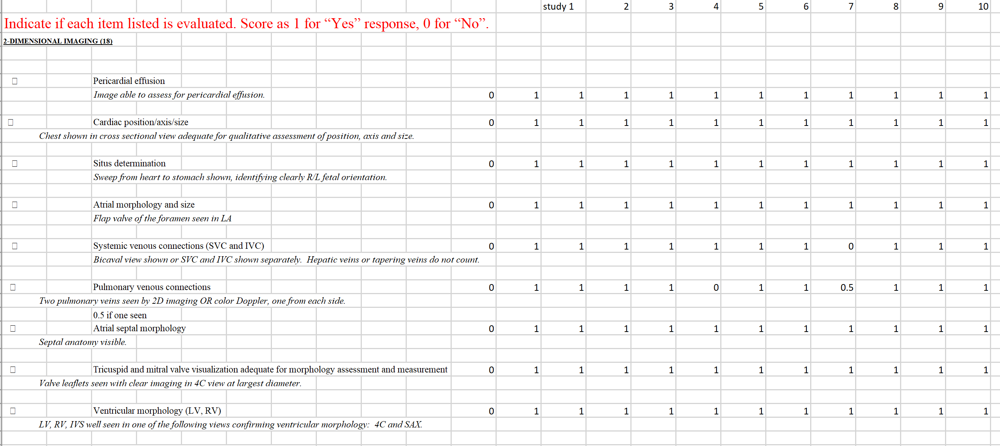 study 1 2 3 4 5 6 7 8 9 10
Indicate if each item listed is evaluated. Score as 1 for “Yes” response, 0 for “No”.
2-DIMENSIONAL IMAGING (18)
Pericardial effusion
Image able to assess for pericardial effusion. 0 1 1 1 1 1 1 1 1 1 1 1
Cardiac position/axis/size 0 1 1 1 1 1 1 1 1 1 1 1
Chest shown in cross sectional view adequate for qualitative assessment of position, axis and size.
Situs determination 0 1 1 1 1 1 1 1 1 1 1 1
Sweep from heart to stomach shown, identifying clearly R/L fetal orientation.
Atrial morphology and size 0 1 1 1 1 1 1 1 1 1 1 1
Flap valve of the foramen seen in LA
Systemic venous connections (SVC and IVC) 0 1 1 1 1 1 1 1 0 1 1 1
Bicaval view shown or SVC and IVC shown separately. Hepatic veins or tapering veins do not count.
Pulmonary venous connections 0 1 1 1 1 0 1 1 0.5 1 1 1
Two pulmonary veins seen by 2D imaging OR color Doppler, one from each side.
0.5 if one seen
Atrial septal morphology 0 1 1 1 1 1 1 1 1 1 1 1
Septal anatomy visible.
Tricuspid and mitral valve visualization adequate for morphology assessment and measurement 0 1 1 1 1 1 1 1 1 1 1 1
Valve leaflets seen with clear imaging in 4C view at largest diameter.
Ventricular morphology (LV, RV) 0 1 1 1 1 1 1 1 1 1 1 1
LV, RV, IVS well seen in one of the following views confirming ventricular morphology: 4C and SAX.